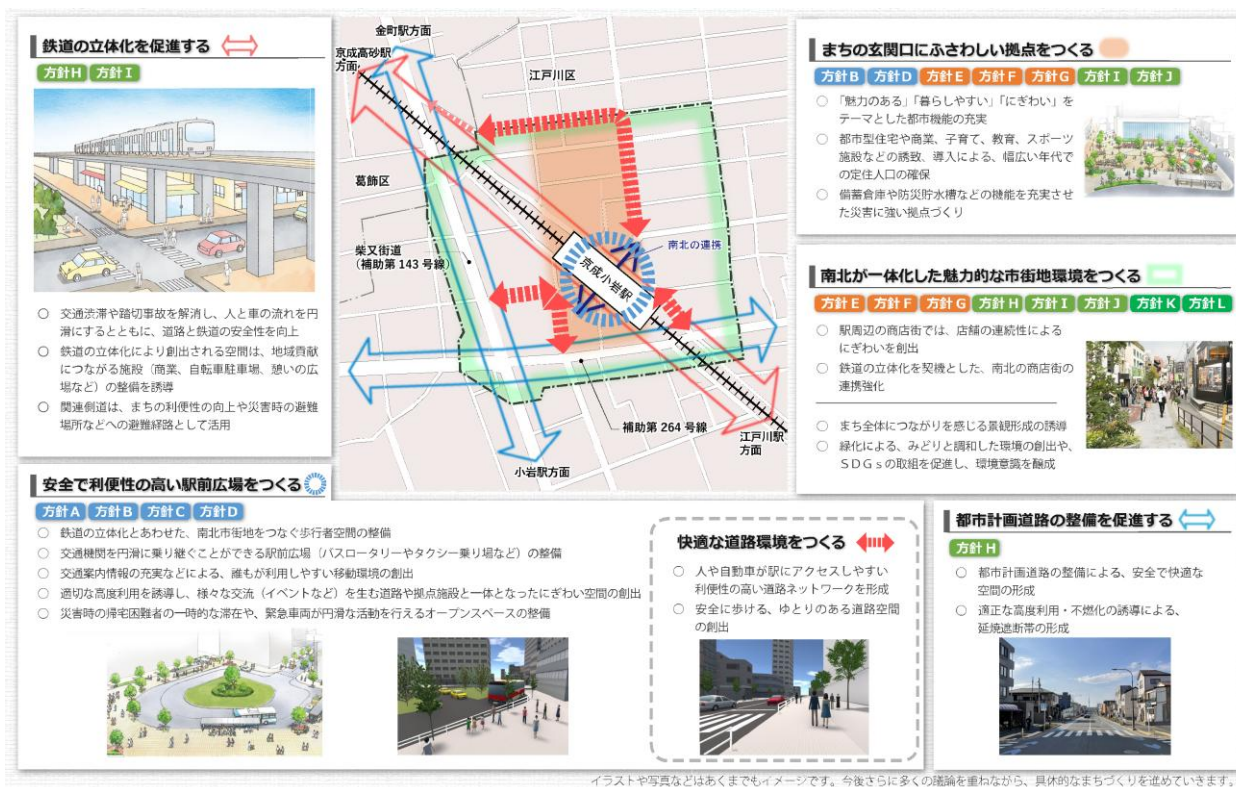 鉄道の立体化を促進する
方針H 方針I
○ 交通渋滞や踏切事故を解消し、人と車の流れを円
滑にするとともに、道路と鉄道の安全性を向上
○ 鉄道の立体化により創出される空間は、地域貢献
につながる施設（商業、自転車駐車場、憩いの広
場など）の整備を誘導
○ 関連側道は、まちの利便性の向上や災害時の避難
場所などへの避難経路として活用
金町駅方面
京成高砂駅
方面
江戸川区
葛飾区
柴又街道
（補助第143号線）
南北の連携
京成小岩駅
補助第264号線
江戸川駅
方面
小岩駅方面
まちの玄関口にふさわしい拠点をつくる
方針B 方針D 方針E 方針F 方針G 方針I 方針J
○ 「魅力のある」「暮らしやすい」「にぎわい」を
テーマとした都市機能の充実
○ 都市型住宅や商業、子育て、教育、スポーツ
施設などの誘致、導入による、幅広い年代で
の定住人口の確保
○ 備蓄倉庫や防災貯水槽などの機能を充実させ
た災害に強い拠点づくり
南北が一体化した魅力的な市街地環境をつくる
方針E 方針F 方針G 方針H 方針I 方針J 方針K 方針L
○ 駅周辺の商店街では、店舗の連続性による
にぎわいを創出
○ 鉄道の立体化を契機とした、南北の商店街の
連携強化
○ まち全体につながりを感じる景観形成の誘導
○ 緑化による、みどりと調和した環境の創出や、
SDGsの取組を促進し、環境意識を醸成
安全で利便性の高い駅前広場をつくる
方針A 方針B 方針C 方針D
○ 鉄道の立体化とあわせた、南北市街地をつなぐ歩行者空間の整備
○ 交通機関を円滑に乗り継ぐことができる駅前広場（バスロータリーやタクシー乗り場など）の整備
○ 交通案内情報の充実などによる、誰もが利用しやすい移動環境の創出
○ 適切な高度利用を誘導し、様々な交流（イベントなど）を生む道路や拠点施設と一体となったにぎわい空間の創出
○ 災害時の帰宅困難者の一時的な滞在や、緊急車両が円滑な活動を行えるオープンスペースの整備
快適な道路環境をつくる
○ 人や自動車が駅にアクセスしやすい
利便性の高い道路ネットワークを形成
○ 安全に歩ける、ゆとりのある道路空間
の創出
都市計画道路の整備を促進する
方針H
○ 都市計画道路の整備による、安全で快適な
空間の形成
○ 適正な高度利用・不燃化の誘導による、
延焼遮断帯の形成
イラストや写真などはあくまでもイメージです。今後さらに多くの議論を重ねながら、具体的なまちづくりを進めていきます。